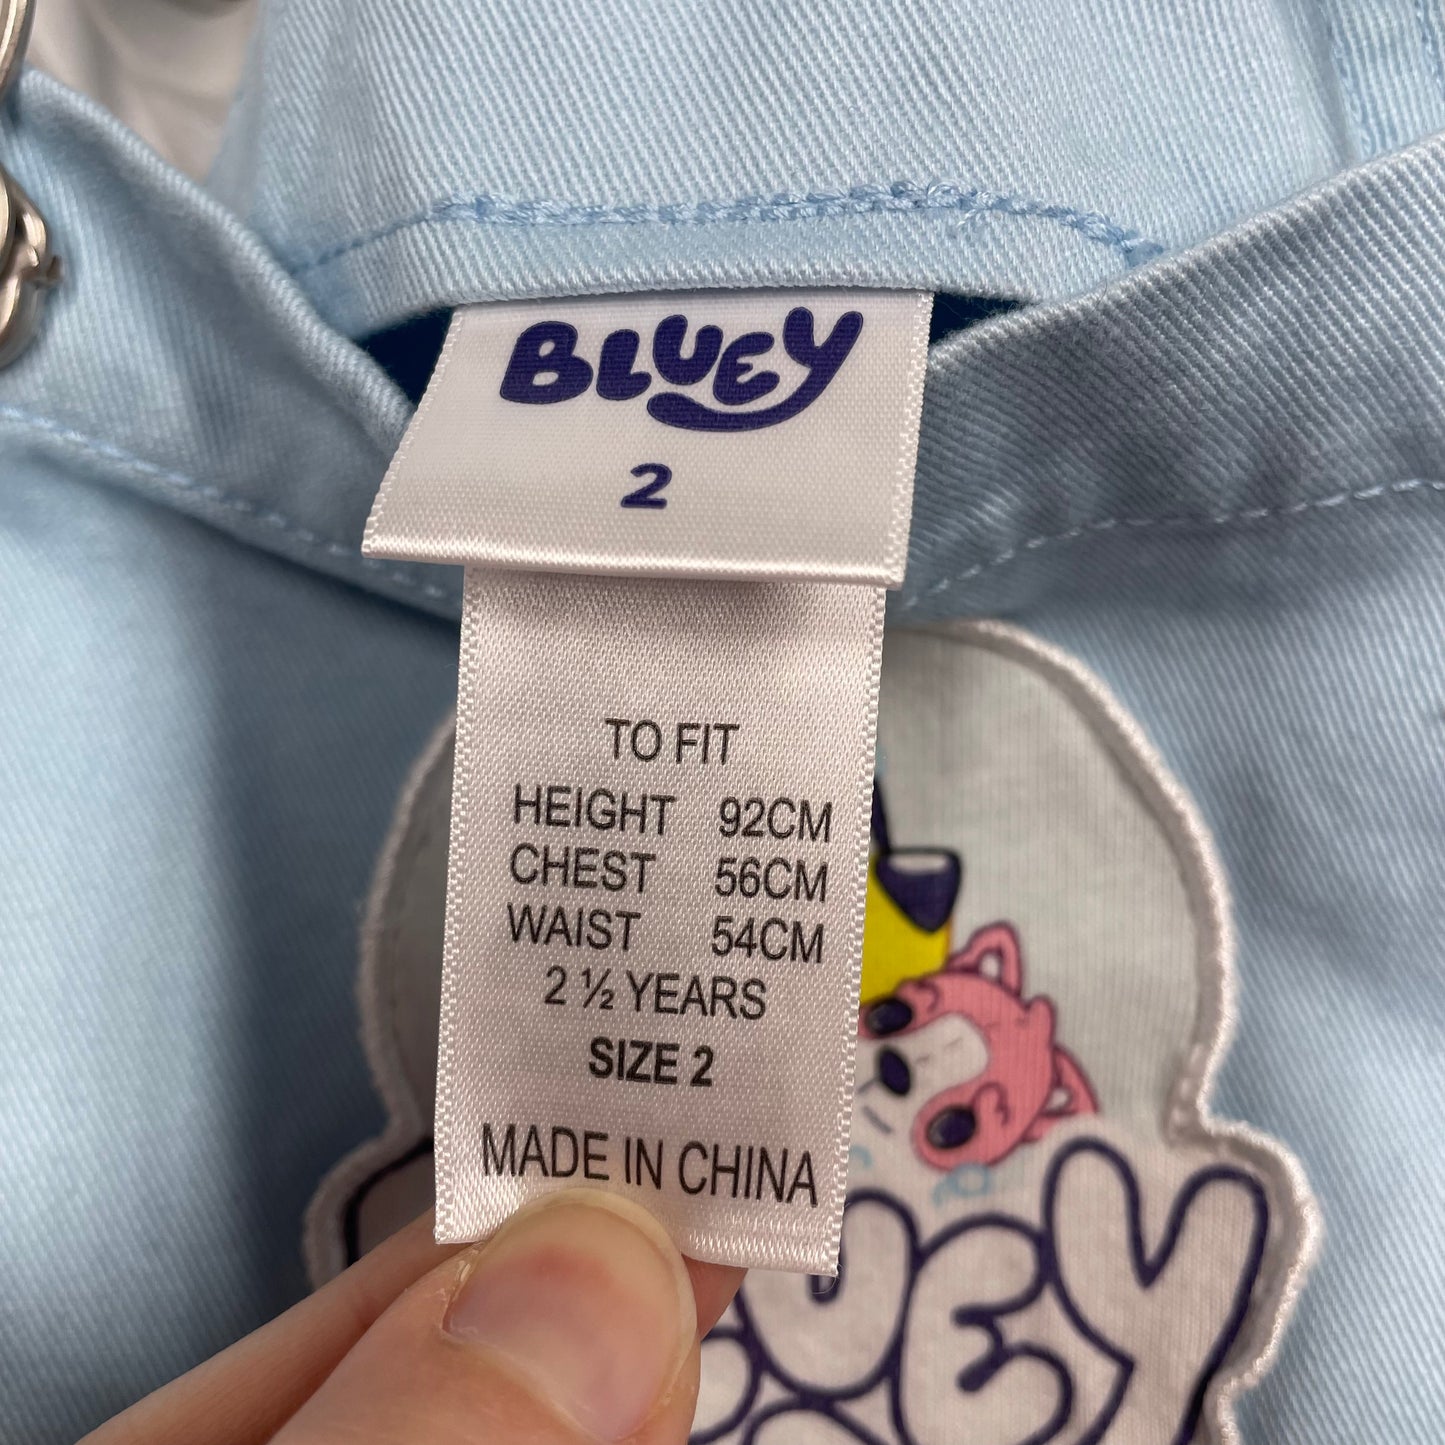 BLUEY
2
TO FIT
HEIGHT 92CM
CHEST 56CM
WAIST 54CM
2 ½ YEARS
SIZE 2
MADE IN CHINA
UEY